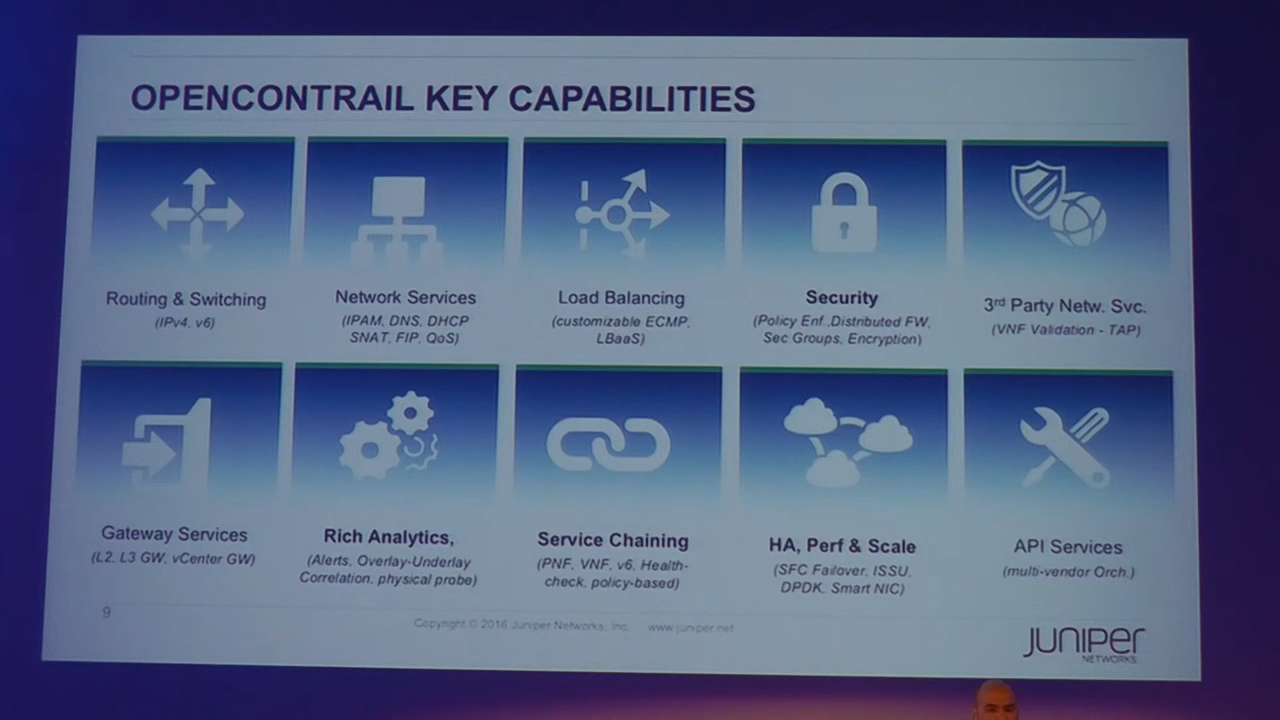 OPENCONTRAIL KEY CAPABILITIES
Routing & Switching
(IPv4, v6)
Network Services
(IPAM, DNS, DHCP
SNAT, FIP, QoS)
Load Balancing
(customizable ECMP,
LBaaS)
Security
(Policy Enf.,Distributed FW,
Sec Groups, Encryption)
3rd Party Netw. Svc.
(VNF Validation - TAP)
Gateway Services
(L2, L3 GW, vCenter GW)
Rich Analytics,
(Alerts, Overlay-Underlay
Correlation, physical probe)
Service Chaining
(PNF, VNF, v6, Health-
check, policy-based)
HA, Perf & Scale
(SFC Failover, ISSU,
DPDK, Smart NIC)
API Services
(multi-vendor Orch.)
9
Copyright © 2016 Juniper Networks, Inc. www.juniper.net
JUNIPER
NETWORKS